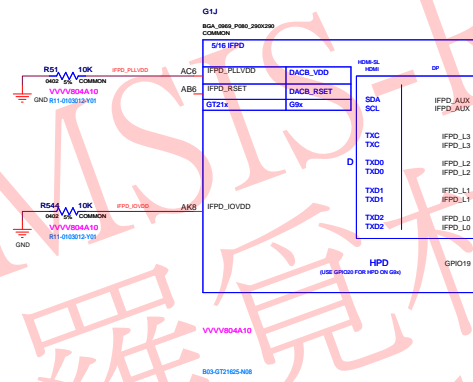 G1J
BGA_0969_P080_290X290
COMMON
5/16 IFPD
R51 10K
IFPD_PLLVDD
AC6 IFPD_PLLVDD DACB_VDD
HDMI-SL
HDMI
DP
0402 5% COMMON
VVVV804A10
GND R11-0103012-Y01
AB6 IFPD_RSET DACB_RSET
GT21x G9x
SDA IFPD_AUX
SCL IFPD_AUX
TXC IFPD_L3
TXC IFPD_L3
D TXD0 IFPD_L2
TXD0 IFPD_L2
TXD1 IFPD_L1
TXD1 IFPD_L1
R544 10K
IFPD_IOVDD
AK8 IFPD_IOVDD
0402 5% COMMON
TXD2 IFPD_L0
TXD2 IFPD_L0
VVVV804A10
R11-0103012-Y01
GND
HPD GPIO19
(USE GPIO20 FOR HPD ON G9x)
VVVV804A10
B03-GT21625-N08
MSIS-
羅覚